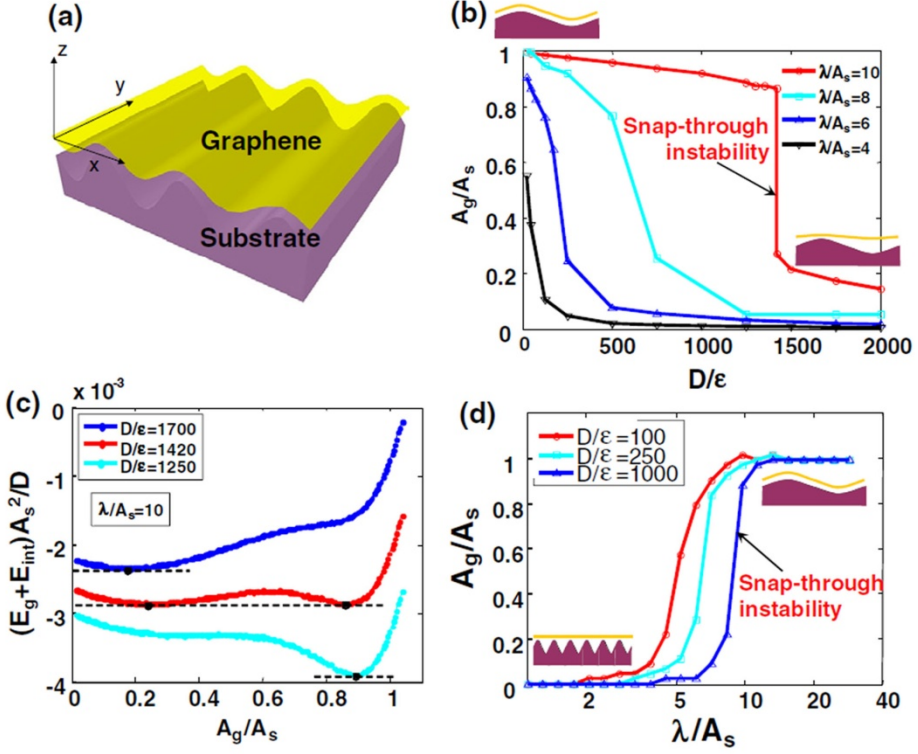 (a)
z
y
x
Graphene
Substrate
(b)
1
0.8
0.6
0.4
0.2
0
A_g/A_s
λ/A_s=10
λ/A_s=8
λ/A_s=6
λ/A_s=4
Snap-through
instability
0
500
1000
1500
2000
D/ε
(c)
x 10^-3
0
-1
-2
-3
-4
(E_g+E_int)A_s^2/D
D/ε=1700
D/ε=1420
D/ε=1250
λ/A_s=10
0
0.2
0.4
0.6
0.8
1
A_g/A_s
(d)
1
0.8
0.6
0.4
0.2
0
A_g/A_s
D/ε=100
D/ε=250
D/ε=1000
Snap-through
instability
2
5
10
20
40
λ/A_s